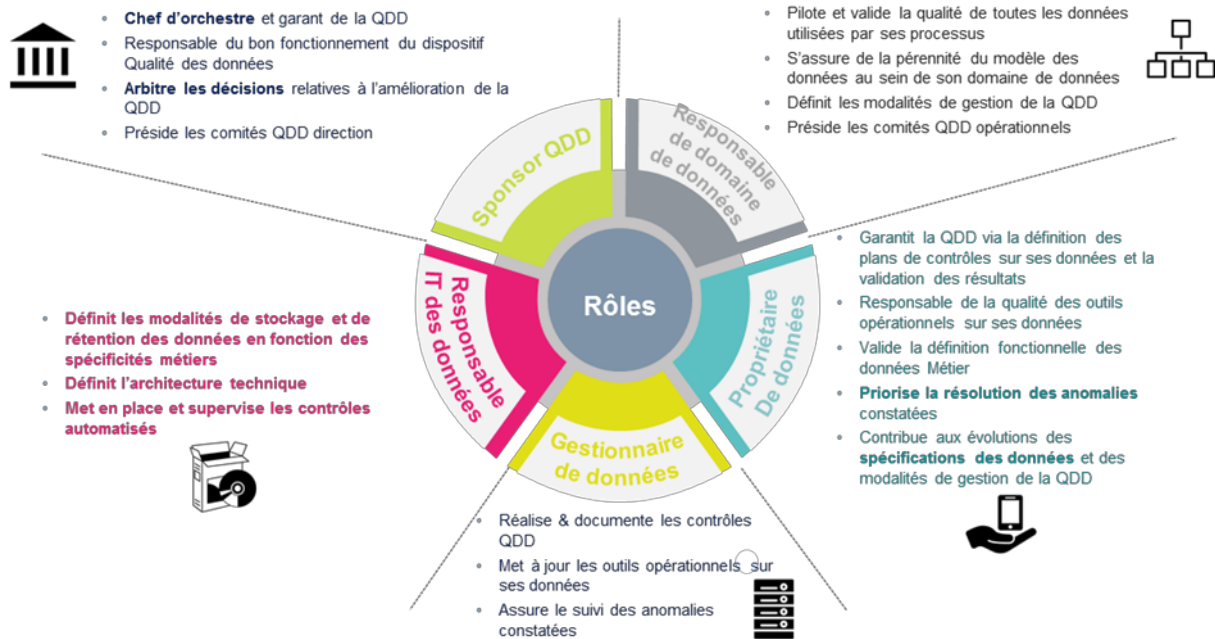 • Chef d'orchestre et garant de la QDD
• Responsable du bon fonctionnement du dispositif
Qualité des données
• Arbitre les décisions relatives à l'amélioration de la
QDD
• Préside les comités QDD direction
• Pilote et valide la qualité de toutes les données
utilisées par ses processus
• S'assure de la pérennité du modèle des
données au sein de son domaine de données
• Définit les modalités de gestion de la QDD
• Préside les comités QDD opérationnels
Sponsor QDD
Responsable
de domaine
de données
Rôles
Responsable
IT des données
Propriétaire
De données
Gestionnaire
de données
• Définit les modalités de stockage et de
rétention des données en fonction des
spécificités métiers
• Définit l'architecture technique
• Met en place et supervise les contrôles
automatisés
• Garantit la QDD via la définition des
plans de contrôles sur ses données et la
validation des résultats
• Responsable de la qualité des outils
opérationnels sur ses données
• Valide la définition fonctionnelle des
données Métier
• Priorise la résolution des anomalies
constatées
• Contribue aux évolutions des
spécifications des données et des
modalités de gestion de la QDD
• Réalise & documente les contrôles
QDD
• Met à jour les outils opérationnels sur
ses données
• Assure le suivi des anomalies
constatées